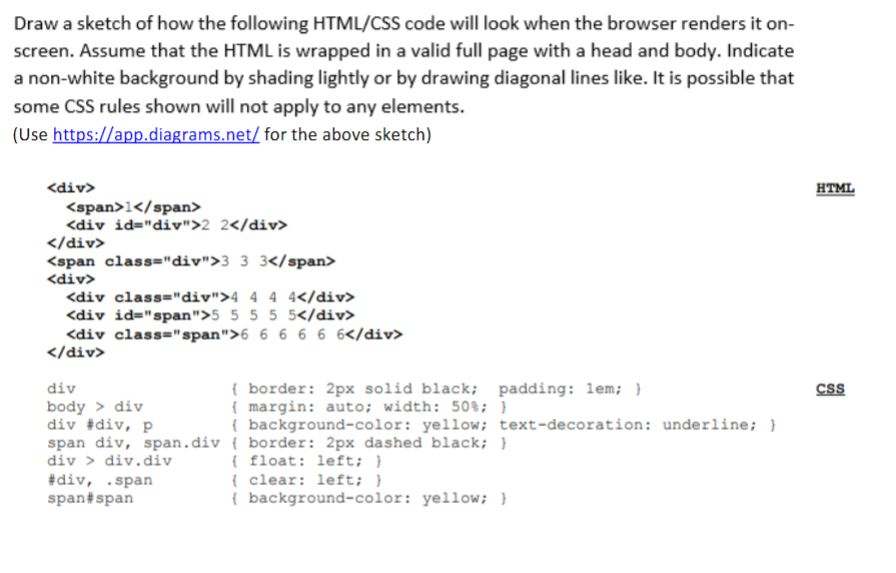 Draw a sketch of how the following HTML/CSS code will look when the browser renders it on-
screen. Assume that the HTML is wrapped in a valid full page with a head and body. Indicate
a non-white background by shading lightly or by drawing diagonal lines like. It is possible that
some CSS rules shown will not apply to any elements.
(Use https://app.diagrams.net/ for the above sketch)
<div> HTML
<span>1</span>
<div id="div">2 2</div>
</div>
<span class="div">3 3 3</span>
<div>
<div class="div">4 4 4 4</div>
<div id="span">5 5 5 5 5</div>
<div class="span">6 6 6 6 6 6</div>
</div>
div { border: 2px solid black; padding: 1em; } CSS
body > div { margin: auto; width: 50%; }
div #div, p { background-color: yellow; text-decoration: underline; }
span div, span.div { border: 2px dashed black; }
div > div.div { float: left; }
#div, .span { clear: left; }
span#span { background-color: yellow; }